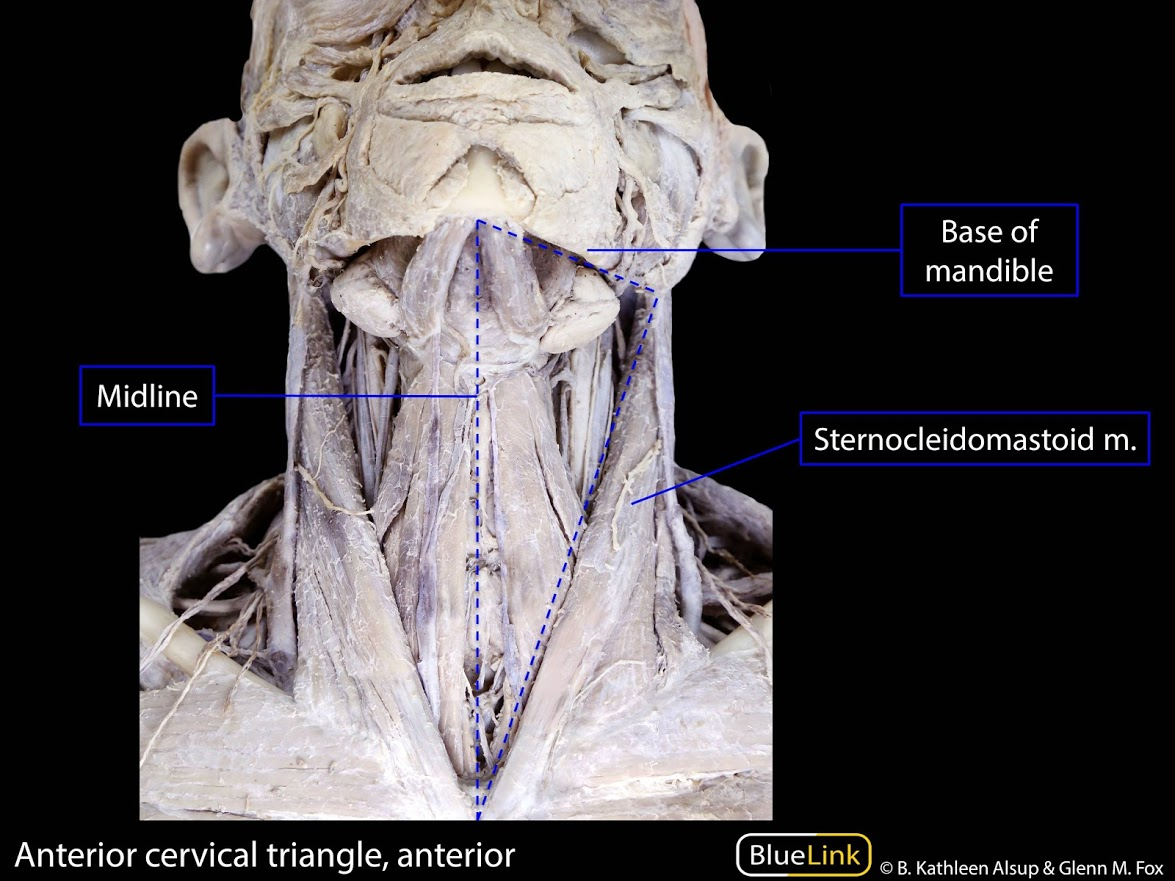 Base of
mandible
Midline
Sternocleidomastoid m.
Anterior cervical triangle, anterior
BlueLink
© B. Kathleen Alsup & Glenn M. Fox